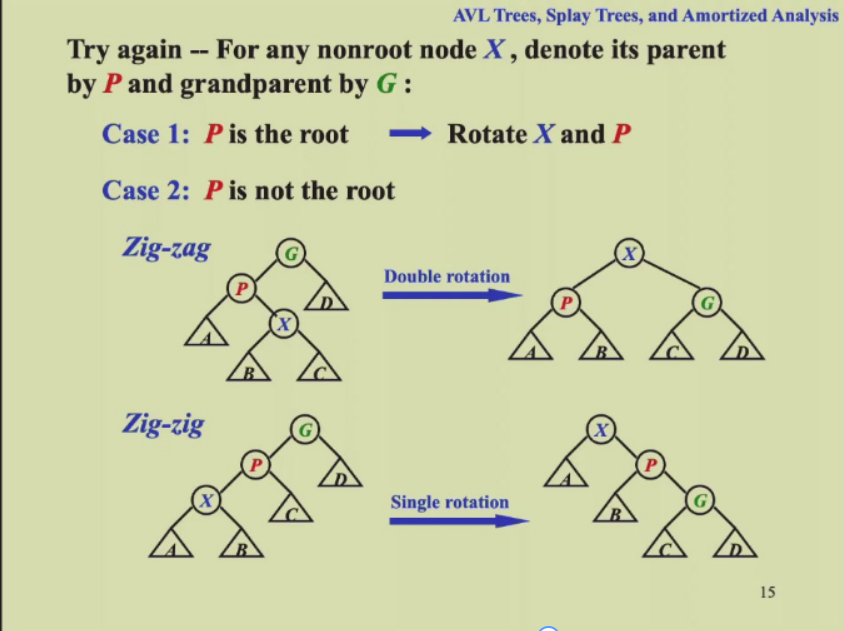 AVL Trees, Splay Trees, and Amortized Analysis
Try again -- For any nonroot node X , denote its parent
by P and grandparent by G :
Case 1: P is the root → Rotate X and P
Case 2: P is not the root
Zig-zag
G
P
D
X
A
B
C
Double rotation
X
P
G
A
B
C
D
Zig-zig
G
P
D
X
C
A
B
Single rotation
X
A
P
B
G
C
D
15